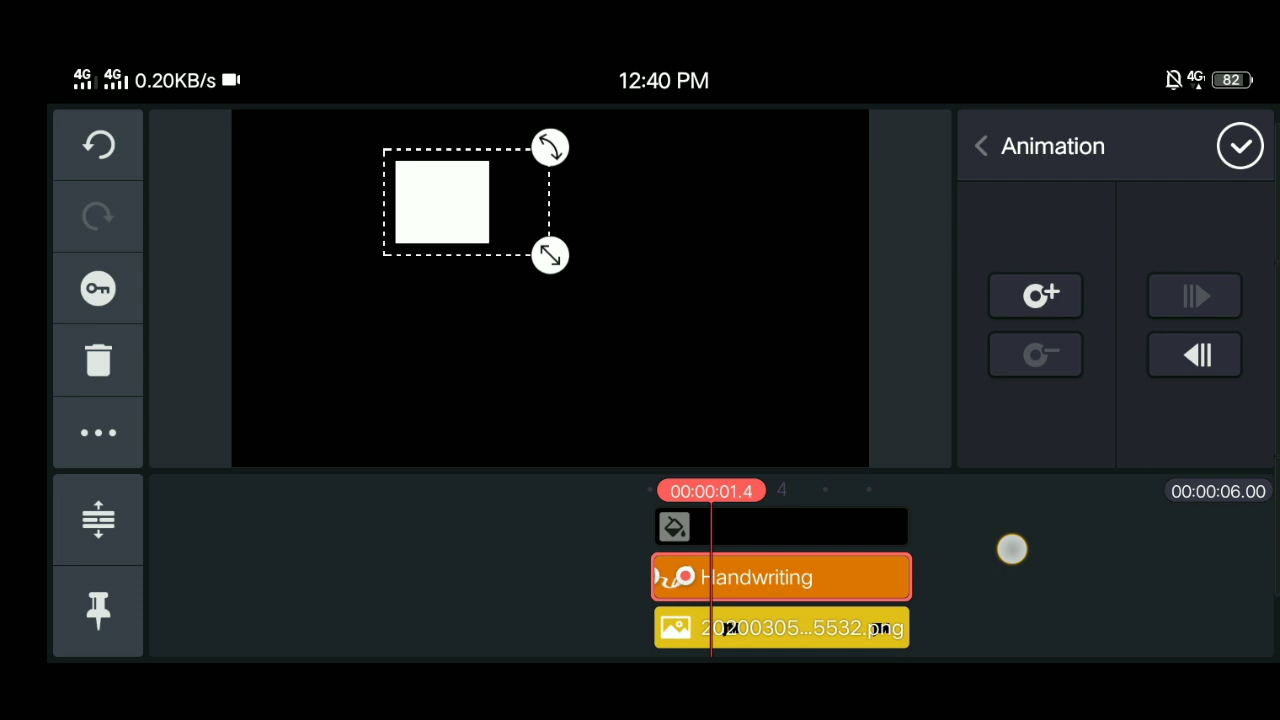 4G 4G 0.20KB/s 12:40 PM 4G 82
Animation
00:00:01.4 4 00:00:06.00
Handwriting
20200305...5532.png